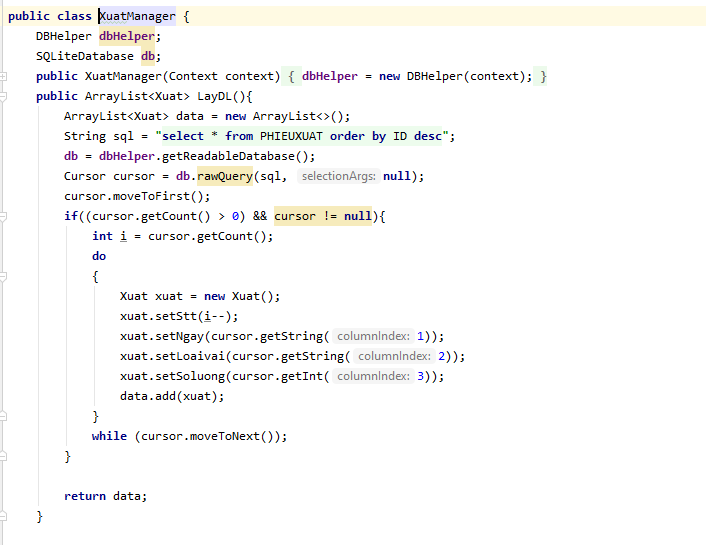 public class XuatManager {
    DBHelper dbHelper;
    SQLiteDatabase db;
    public XuatManager(Context context) { dbHelper = new DBHelper(context); }
    public ArrayList<Xuat> LayDL(){
        ArrayList<Xuat> data = new ArrayList<>();
        String sql = "select * from PHIEUXUAT order by ID desc";
        db = dbHelper.getReadableDatabase();
        Cursor cursor = db.rawQuery(sql, selectionArgs: null);
        cursor.moveToFirst();
        if((cursor.getCount() > 0) && cursor != null){
            int i = cursor.getCount();
            do
            {
                Xuat xuat = new Xuat();
                xuat.setStt(i--);
                xuat.setNgay(cursor.getString( columnIndex: 1));
                xuat.setLoaivai(cursor.getString( columnIndex: 2));
                xuat.setSoluong(cursor.getInt( columnIndex: 3));
                data.add(xuat);
            }
            while (cursor.moveToNext());
        }
        return data;
    }